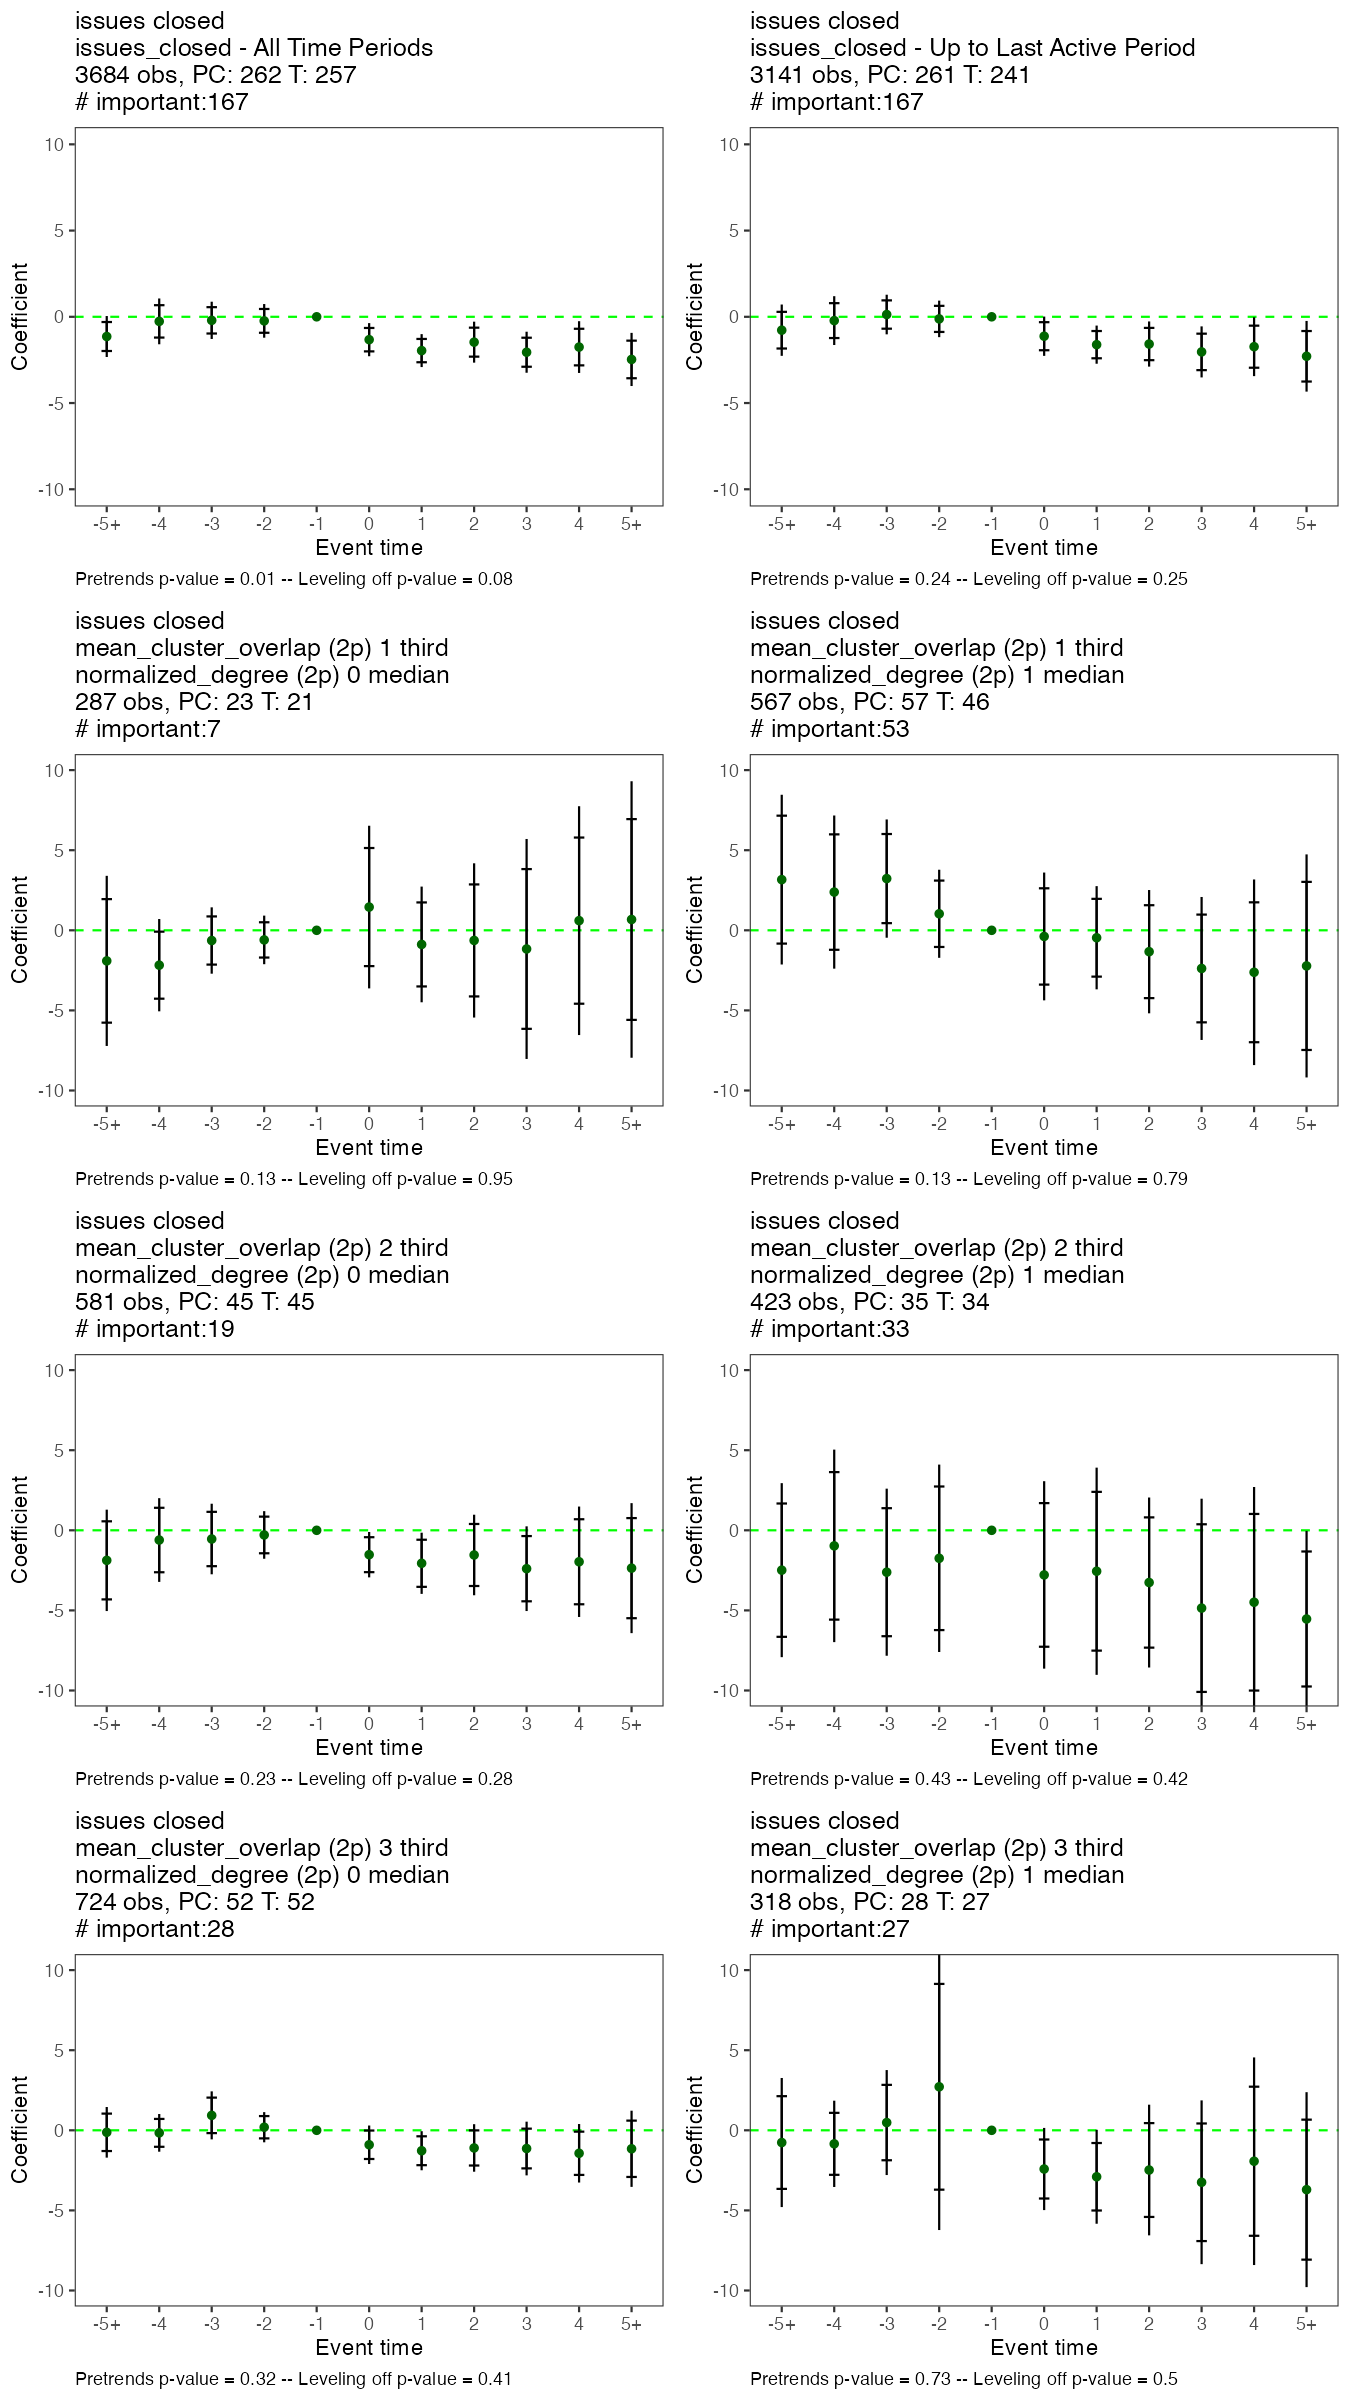 issues closed
issues_closed - All Time Periods
3684 obs, PC: 262 T: 257
# important:167
10
5
0
-5
-10
Coefficient
-5+ -4 -3 -2 -1 0 1 2 3 4 5+
Event time
Pretrends p-value = 0.01 -- Leveling off p-value = 0.08
issues closed
issues_closed - Up to Last Active Period
3141 obs, PC: 261 T: 241
# important:167
10
5
0
-5
-10
Coefficient
-5+ -4 -3 -2 -1 0 1 2 3 4 5+
Event time
Pretrends p-value = 0.24 -- Leveling off p-value = 0.25
issues closed
mean_cluster_overlap (2p) 1 third
normalized_degree (2p) 0 median
287 obs, PC: 23 T: 21
# important:7
10
5
0
-5
-10
Coefficient
-5+ -4 -3 -2 -1 0 1 2 3 4 5+
Event time
Pretrends p-value = 0.13 -- Leveling off p-value = 0.95
issues closed
mean_cluster_overlap (2p) 1 third
normalized_degree (2p) 1 median
567 obs, PC: 57 T: 46
# important:53
10
5
0
-5
-10
Coefficient
-5+ -4 -3 -2 -1 0 1 2 3 4 5+
Event time
Pretrends p-value = 0.13 -- Leveling off p-value = 0.79
issues closed
mean_cluster_overlap (2p) 2 third
normalized_degree (2p) 0 median
581 obs, PC: 45 T: 45
# important:19
10
5
0
-5
-10
Coefficient
-5+ -4 -3 -2 -1 0 1 2 3 4 5+
Event time
Pretrends p-value = 0.23 -- Leveling off p-value = 0.28
issues closed
mean_cluster_overlap (2p) 2 third
normalized_degree (2p) 1 median
423 obs, PC: 35 T: 34
# important:33
10
5
0
-5
-10
Coefficient
-5+ -4 -3 -2 -1 0 1 2 3 4 5+
Event time
Pretrends p-value = 0.43 -- Leveling off p-value = 0.42
issues closed
mean_cluster_overlap (2p) 3 third
normalized_degree (2p) 0 median
724 obs, PC: 52 T: 52
# important:28
10
5
0
-5
-10
Coefficient
-5+ -4 -3 -2 -1 0 1 2 3 4 5+
Event time
Pretrends p-value = 0.32 -- Leveling off p-value = 0.41
issues closed
mean_cluster_overlap (2p) 3 third
normalized_degree (2p) 1 median
318 obs, PC: 28 T: 27
# important:27
10
5
0
-5
-10
Coefficient
-5+ -4 -3 -2 -1 0 1 2 3 4 5+
Event time
Pretrends p-value = 0.73 -- Leveling off p-value = 0.5